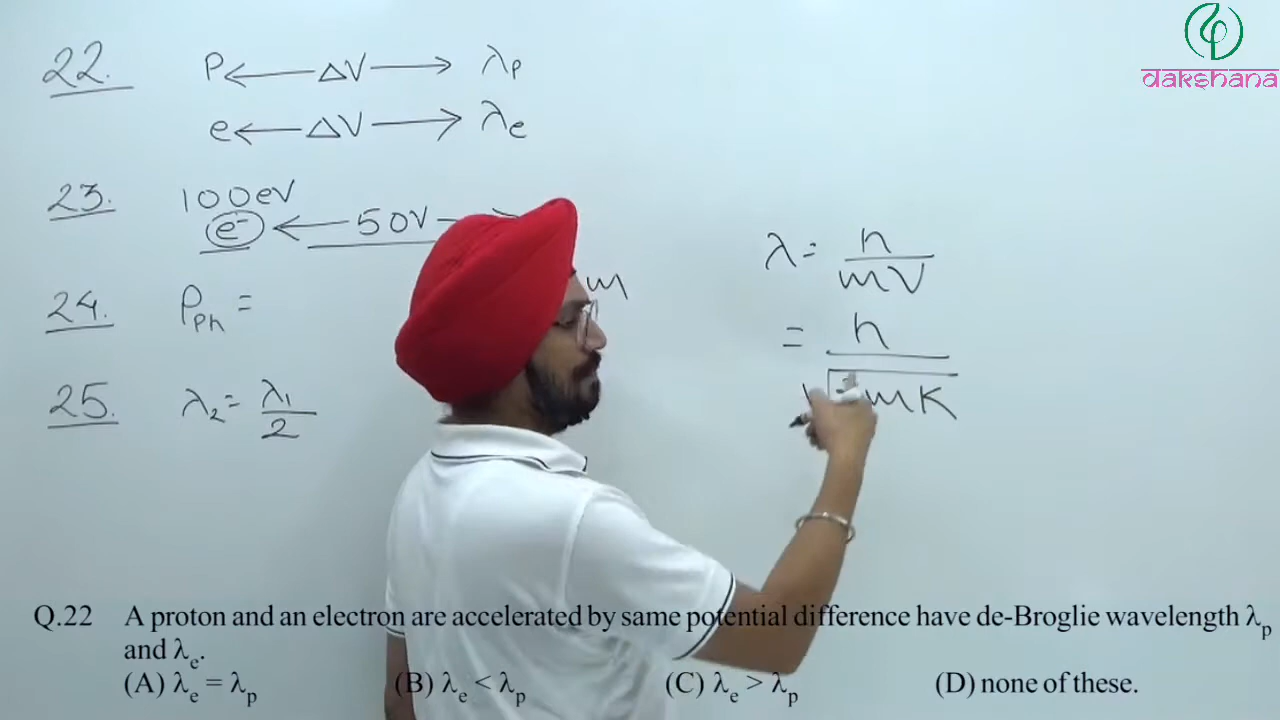 dakshana
22. P ← ΔV → λp
e ← ΔV → λe
23. 100eV
e⁻ ← 50V
24. Pph = m
25. λ₂ = λ₁/2
λ = h/mV
= h/√2mK
Q.22 A proton and an electron are accelerated by same potential difference have de-Broglie wavelength λp
and λe.
(A) λe = λp (B) λe < λp (C) λe > λp (D) none of these.